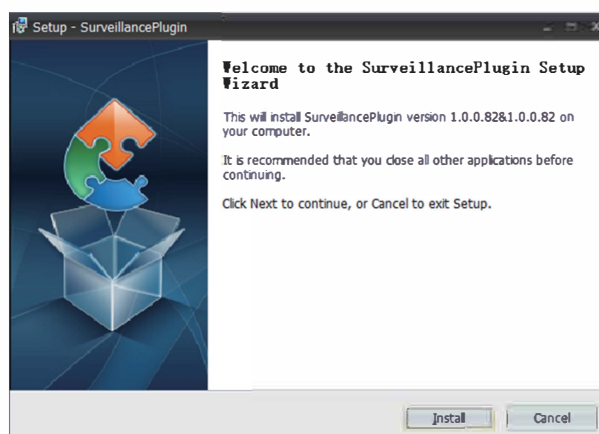 Setup - SurveillancePlugin
Welcome to the SurveillancePlugin Setup
Wizard
This will install SurveillancePlugin version 1.0.0.82&1.0.0.82 on
your computer.
It is recommended that you close all other applications before
continuing.
Click Next to continue, or Cancel to exit Setup.
Install
Cancel